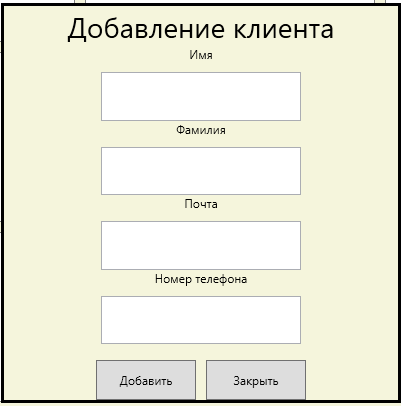 Добавление клиента
Имя
Фамилия
Почта
Номер телефона
Добавить Закрыть